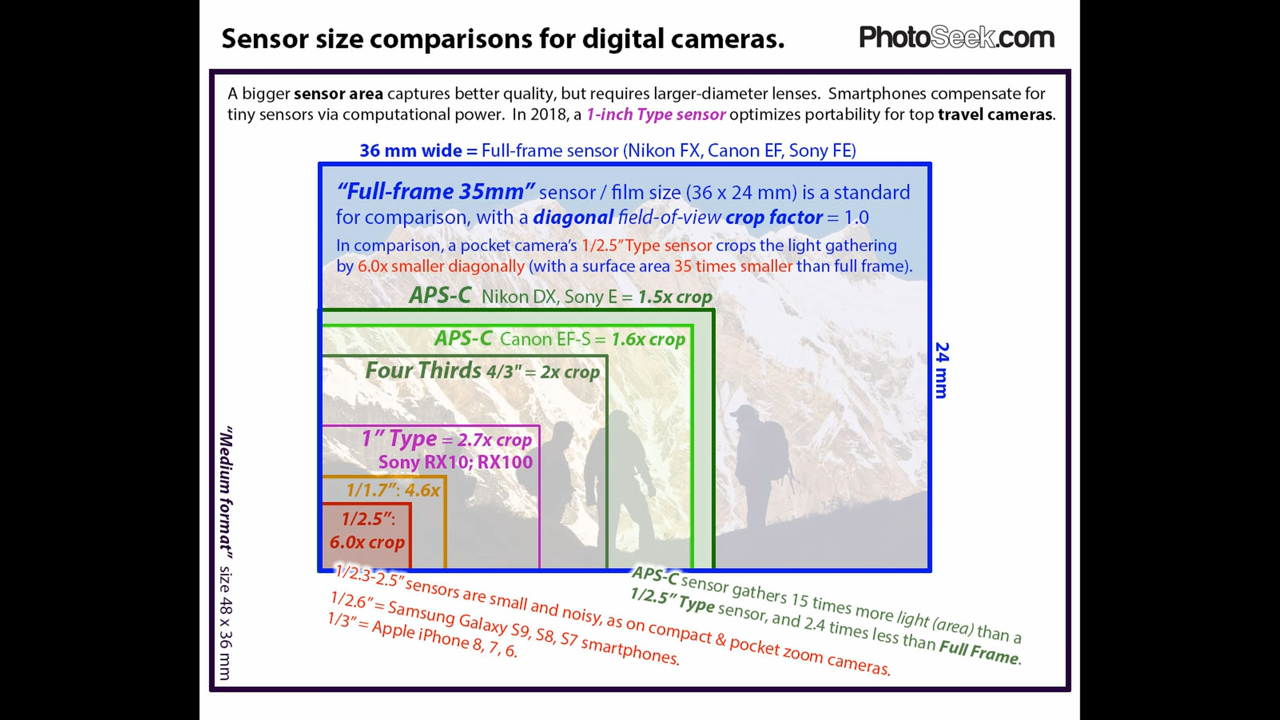 Sensor size comparisons for digital cameras.
PhotoSeek.com
A bigger sensor area captures better quality, but requires larger-diameter lenses. Smartphones compensate for
tiny sensors via computational power. In 2018, a 1-inch Type sensor optimizes portability for top travel cameras.
36 mm wide = Full-frame sensor (Nikon FX, Canon EF, Sony FE)
“Full-frame 35mm” sensor / film size (36 x 24 mm) is a standard
for comparison, with a diagonal field-of-view crop factor = 1.0
In comparison, a pocket camera’s 1/2.5” Type sensor crops the light gathering
by 6.0x smaller diagonally (with a surface area 35 times smaller than full frame).
APS-C Nikon DX, Sony E = 1.5x crop
APS-C Canon EF-S = 1.6x crop
24 mm
Four Thirds 4/3" = 2x crop
1” Type = 2.7x crop
Sony RX10; RX100
1/1.7”: 4.6x
1/2.5”:
6.0x crop
“Medium format” size 48 x 36 mm
1/2.3-2.5” sensors are small and noisy, as on compact & pocket zoom cameras.
1/2.6” = Samsung Galaxy S9, S8, S7 smartphones.
1/3” = Apple iPhone 8, 7, 6.
APS-C sensor gathers 15 times more light (area) than a
1/2.5” Type sensor, and 2.4 times less than Full Frame.